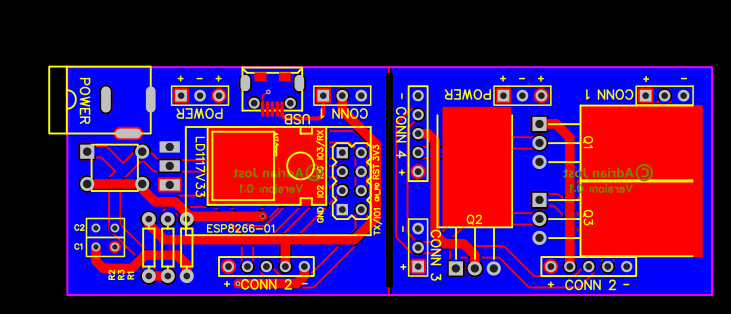 + - +
POWER
POWER
USB
CONN
LD1117V33
IO3/RX
IO0
IO2
GND
3V3
RST
CH_PD
TX/IO1
©Adrian Jost
Version: 0.1
ESP8266-01
C2
C1
R2
R3
R1
+ CONN 2 -
-
CONN 4
+
-
CONN 3
+
+ - +
POWER
+ -
CONN 1
Q1
Q2
Q3
©Adrian Jost
Version: 0.1
+ CONN 2 -